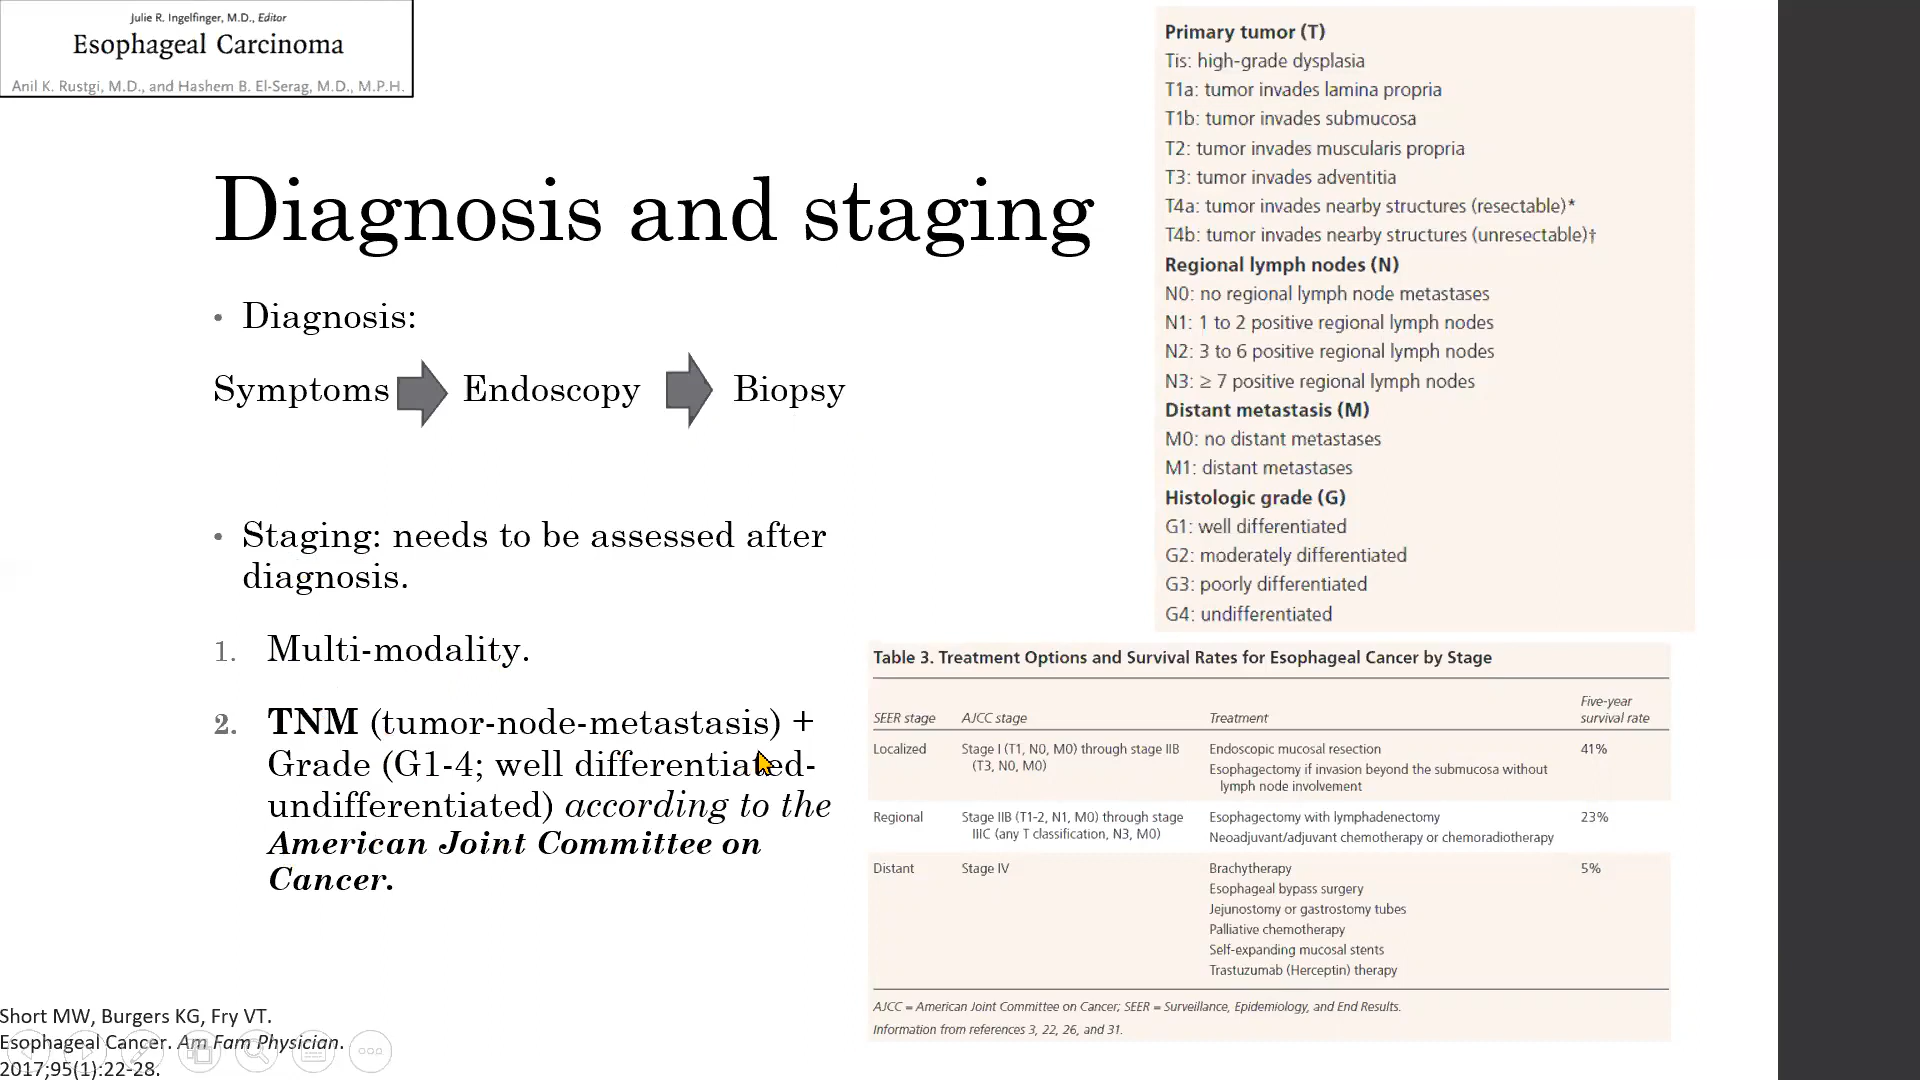 Julie R. Ingelfinger, M.D., Editor
Esophageal Carcinoma
Anil K. Rustgi, M.D., and Hashem B. El-Serag, M.D., M.P.H.
Diagnosis and staging
• Diagnosis:
Symptoms Endoscopy Biopsy
• Staging: needs to be assessed after
diagnosis.
1. Multi-modality.
2. TNM (tumor-node-metastasis) +
Grade (G1-4; well differentiated-
undifferentiated) according to the
American Joint Committee on
Cancer.
Short MW, Burgers KG, Fry VT.
Esophageal Cancer. Am Fam Physician.
2017;95(1):22-28.
Primary tumor (T)
Tis: high-grade dysplasia
T1a: tumor invades lamina propria
T1b: tumor invades submucosa
T2: tumor invades muscularis propria
T3: tumor invades adventitia
T4a: tumor invades nearby structures (resectable)*
T4b: tumor invades nearby structures (unresectable)†
Regional lymph nodes (N)
N0: no regional lymph node metastases
N1: 1 to 2 positive regional lymph nodes
N2: 3 to 6 positive regional lymph nodes
N3: ≥ 7 positive regional lymph nodes
Distant metastasis (M)
M0: no distant metastases
M1: distant metastases
Histologic grade (G)
G1: well differentiated
G2: moderately differentiated
G3: poorly differentiated
G4: undifferentiated
Table 3. Treatment Options and Survival Rates for Esophageal Cancer by Stage
SEER stage AJCC stage Treatment Five-year
survival rate
Localized Stage I (T1, N0, M0) through stage IIB Endoscopic mucosal resection 41%
(T3, N0, M0) Esophagectomy if invasion beyond the submucosa without
lymph node involvement
Regional Stage IIB (T1-2, N1, M0) through stage Esophagectomy with lymphadenectomy 23%
IIIC (any T classification, N3, M0) Neoadjuvant/adjuvant chemotherapy or chemoradiotherapy
Distant Stage IV Brachytherapy 5%
Esophageal bypass surgery
Jejunostomy or gastrostomy tubes
Palliative chemotherapy
Self-expanding mucosal stents
Trastuzumab (Herceptin) therapy
AJCC = American Joint Committee on Cancer; SEER = Surveillance, Epidemiology, and End Results.
Information from references 3, 22, 26, and 31.